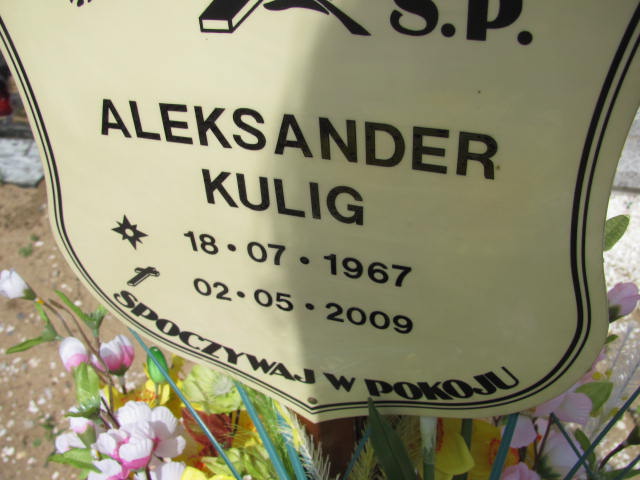 S.P.
ALEKSANDER
KULIG
18 • 07 • 1967
02 • 05 • 2009
SPOCZYWAJ W POKOJU